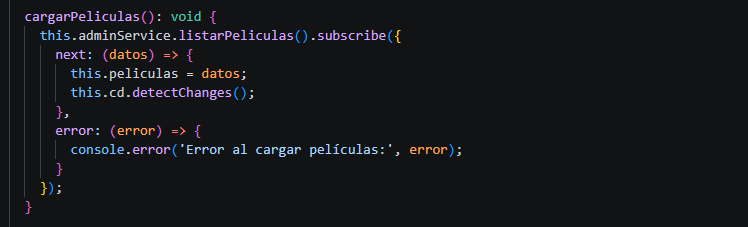 cargarPeliculas(): void {
this.adminService.listarPeliculas().subscribe({
next: (datos) => {
this.peliculas = datos;
this.cd.detectChanges();
},
error: (error) => {
console.error('Error al cargar películas:', error);
}
});
}